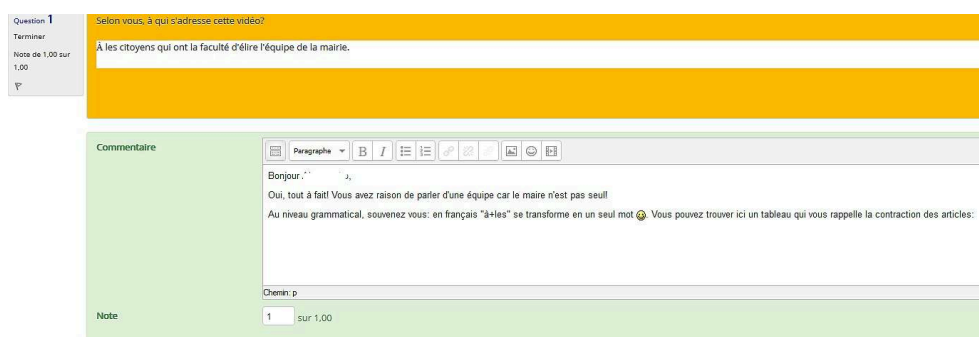 Question 1
Terminer
Note de 1,00 sur
1,00
Selon vous, à qui s'adresse cette vidéo?
À les citoyens qui ont la faculté d'élire l'équipe de la mairie.
Commentaire
Paragraphe
B I
Bonjour
Oui, tout à fait! Vous avez raison de parler d'une équipe car le maire n'est pas seul!
Au niveau grammatical, souvenez vous: en français "à+les" se transforme en un seul mot. Vous pouvez trouver ici un tableau qui vous rappelle la contraction des articles:
Chemin: p
Note
1 sur 1,00